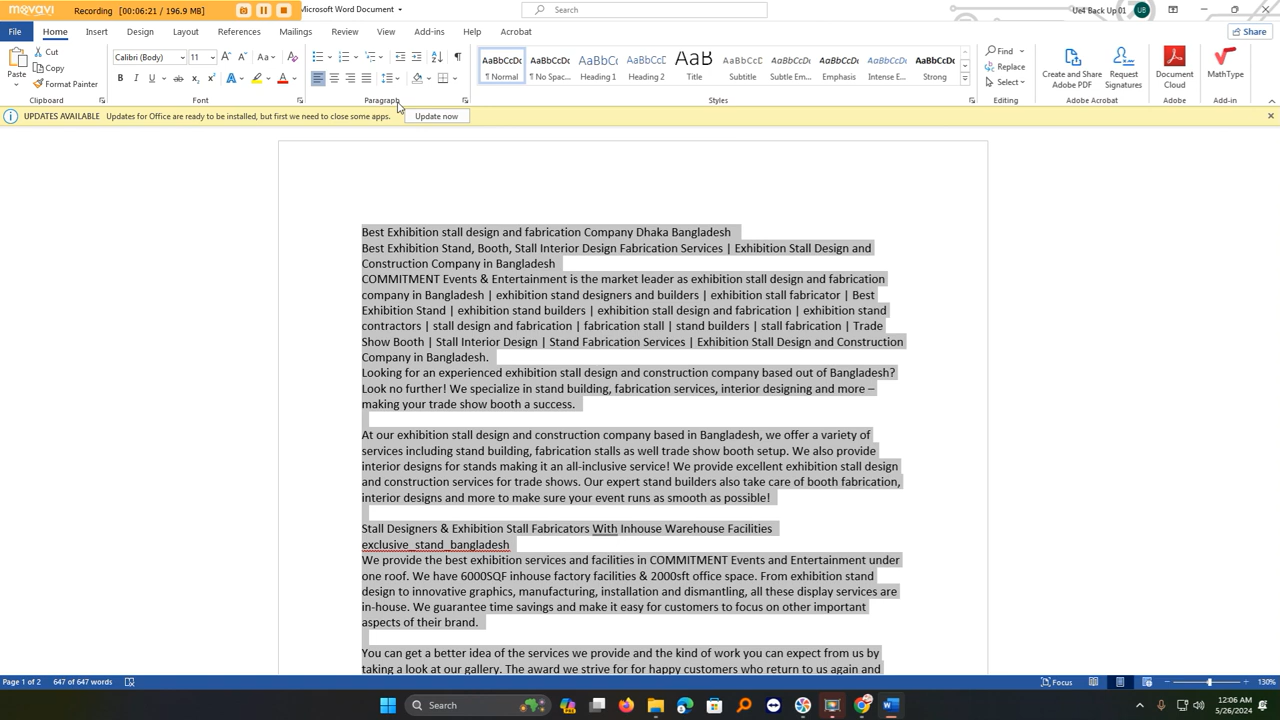 movavi Recording [00:06:21 / 196.9 MB]
Microsoft Word Document
Search
Ue4 Back Up 01 UB
File Home Insert Design Layout References Mailings Review View Add-ins Help Acrobat
Share
Paste Cut Copy Format Painter
Calibri (Body) 11
AaBbCcDc AaBbCcDc AaBbCc AaBbCcC AaB AaBbCcC AaBbCcDc AaBbCcDc AaBbCcDc AaBbCcDc
¶ Normal ¶ No Spac... Heading 1 Heading 2 Title Subtitle Subtle Em... Emphasis Intense E... Strong
Find Replace Select
Create and Share Adobe PDF
Request Signatures
Document Cloud
MathType
Clipboard Font Paragraph Styles Editing Adobe Acrobat Add-in
UPDATES AVAILABLE Updates for Office are ready to be installed, but first we need to close some apps. Update now
Best Exhibition stall design and fabrication Company Dhaka Bangladesh
Best Exhibition Stand, Booth, Stall Interior Design Fabrication Services | Exhibition Stall Design and
Construction Company in Bangladesh
COMMITMENT Events & Entertainment is the market leader as exhibition stall design and fabrication
company in Bangladesh | exhibition stand designers and builders | exhibition stall fabricator | Best
Exhibition Stand | exhibition stand builders | exhibition stall design and fabrication | exhibition stand
contractors | stall design and fabrication | fabrication stall | stand builders | stall fabrication | Trade
Show Booth | Stall Interior Design | Stand Fabrication Services | Exhibition Stall Design and Construction
Company in Bangladesh.
Looking for an experienced exhibition stall design and construction company based out of Bangladesh?
Look no further! We specialize in stand building, fabrication services, interior designing and more –
making your trade show booth a success.
At our exhibition stall design and construction company based in Bangladesh, we offer a variety of
services including stand building, fabrication stalls as well trade show booth setup. We also provide
interior designs for stands making it an all-inclusive service! We provide excellent exhibition stall design
and construction services for trade shows. Our expert stand builders also take care of booth fabrication,
interior designs and more to make sure your event runs as smooth as possible!
Stall Designers & Exhibition Stall Fabricators With Inhouse Warehouse Facilities
exclusive_stand_bangladesh
We provide the best exhibition services and facilities in COMMITMENT Events and Entertainment under
one roof. We have 6000SQF inhouse factory facilities & 2000sft office space. From exhibition stand
design to innovative graphics, manufacturing, installation and dismantling, all these display services are
in-house. We guarantee time savings and make it easy for customers to focus on other important
aspects of their brand.
You can get a better idea of the services we provide and the kind of work you can expect from us by
taking a look at our gallery. The award we strive for for happy customers who return to us again and
Page 1 of 2 647 of 647 words Focus 130%
Search
12:06 AM
5/26/2024